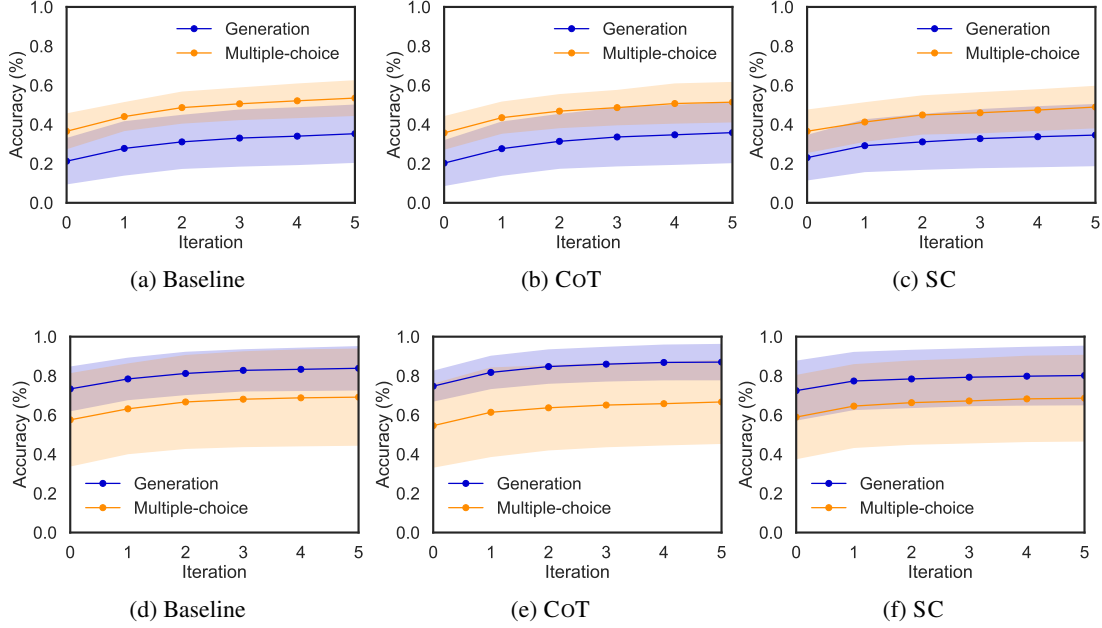 1.0
0.8
0.6
0.4
0.2
0.0
Accuracy (%)
Generation
Multiple-choice
0 1 2 3 4 5
Iteration
(a) Baseline
1.0
0.8
0.6
0.4
0.2
0.0
Accuracy (%)
Generation
Multiple-choice
0 1 2 3 4 5
Iteration
(b) COT
1.0
0.8
0.6
0.4
0.2
0.0
Accuracy (%)
Generation
Multiple-choice
0 1 2 3 4 5
Iteration
(c) SC
1.0
0.8
0.6
0.4
0.2
0.0
Accuracy (%)
Generation
Multiple-choice
0 1 2 3 4 5
Iteration
(d) Baseline
1.0
0.8
0.6
0.4
0.2
0.0
Accuracy (%)
Generation
Multiple-choice
0 1 2 3 4 5
Iteration
(e) COT
1.0
0.8
0.6
0.4
0.2
0.0
Accuracy (%)
Generation
Multiple-choice
0 1 2 3 4 5
Iteration
(f) SC